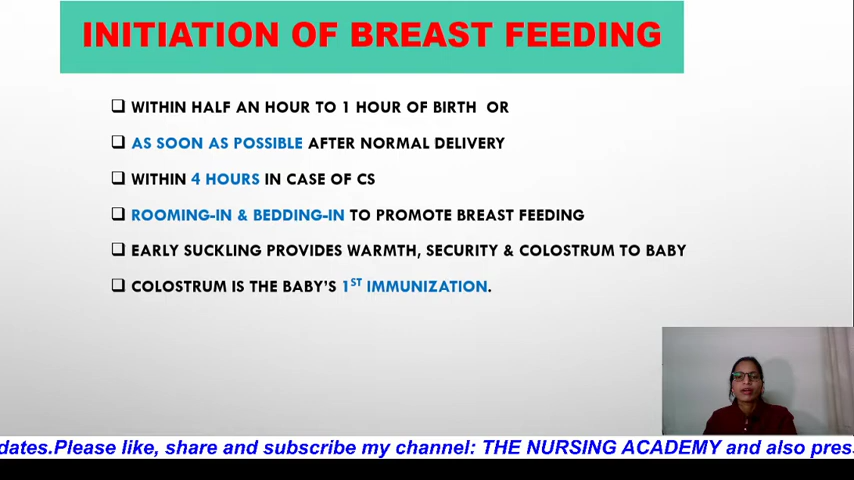 INITIATION OF BREAST FEEDING
WITHIN HALF AN HOUR TO 1 HOUR OF BIRTH OR
AS SOON AS POSSIBLE AFTER NORMAL DELIVERY
WITHIN 4 HOURS IN CASE OF CS
ROOMING-IN & BEDDING-IN TO PROMOTE BREAST FEEDING
EARLY SUCKLING PROVIDES WARMTH, SECURITY & COLOSTRUM TO BABY
COLOSTRUM IS THE BABY'S 1ST IMMUNIZATION.
dates.Please like, share and subscribe my channel: THE NURSING ACADEMY and also press